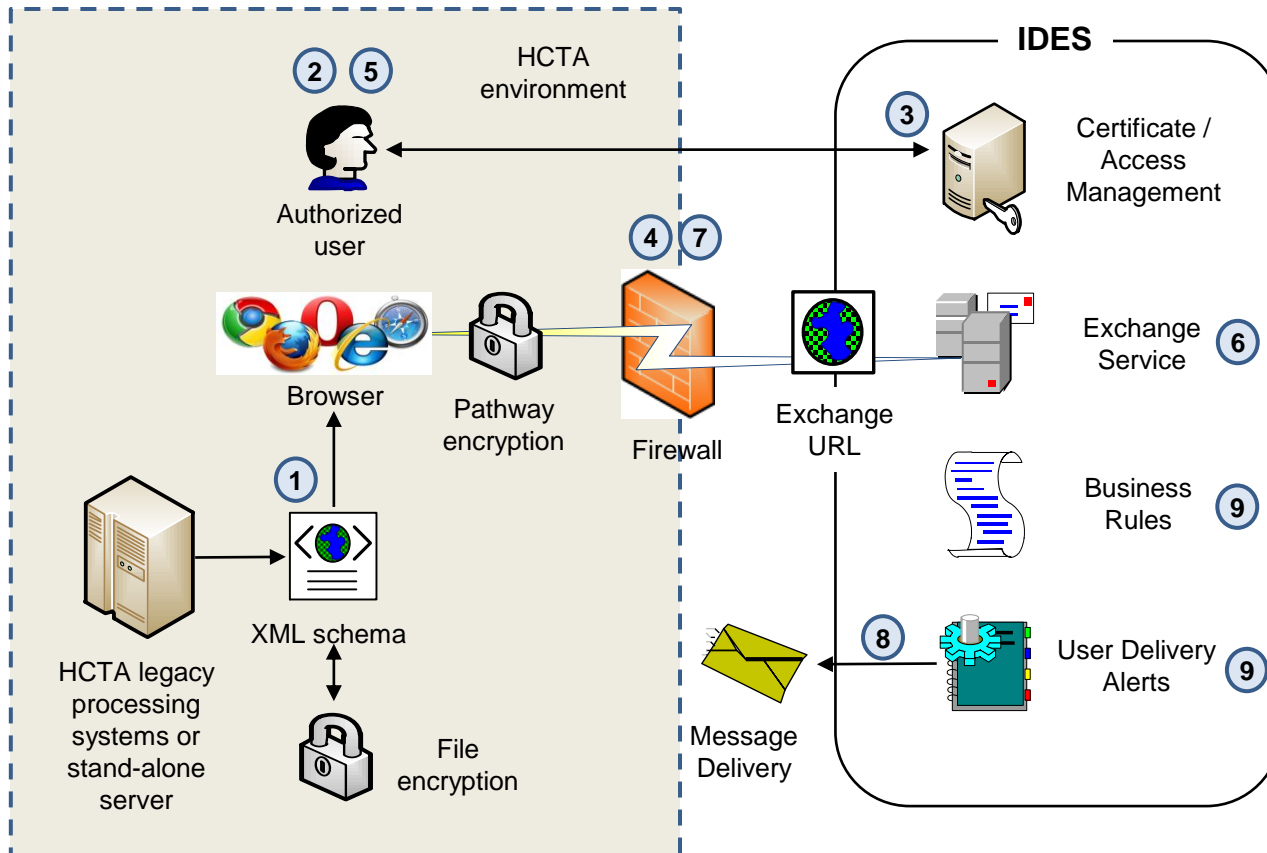 IDES
2
5
HCTA
environment
3
Certificate /
Access
Management
Authorized
user
4
7
Browser
Pathway
encryption
Firewall
Exchange
URL
Exchange
Service
6
1
Business
Rules
9
XML schema
8
User Delivery
Alerts
9
HCTA legacy
processing
systems or
stand-alone
server
File
encryption
Message
Delivery